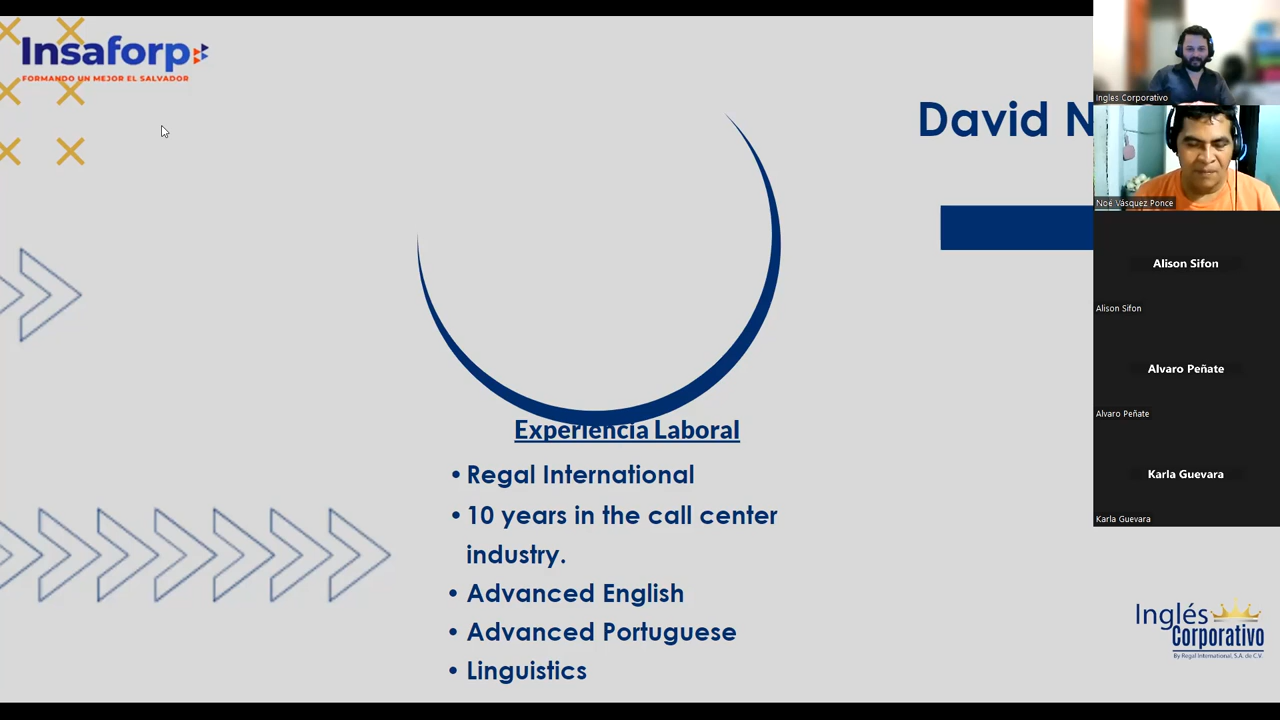 Insaforp
FORMANDO UN MEJOR EL SALVADOR
David N
Experiencia Laboral
• Regal International
• 10 years in the call center
industry.
• Advanced English
• Advanced Portuguese
• Linguistics
Inglés Corporativo
Noé Vásquez Ponce
Alison Sifon
Alison Sifon
Alvaro Peñate
Alvaro Peñate
Karla Guevara
Karla Guevara
Inglés
Corporativo
By Regal International, S.A. de C.V.